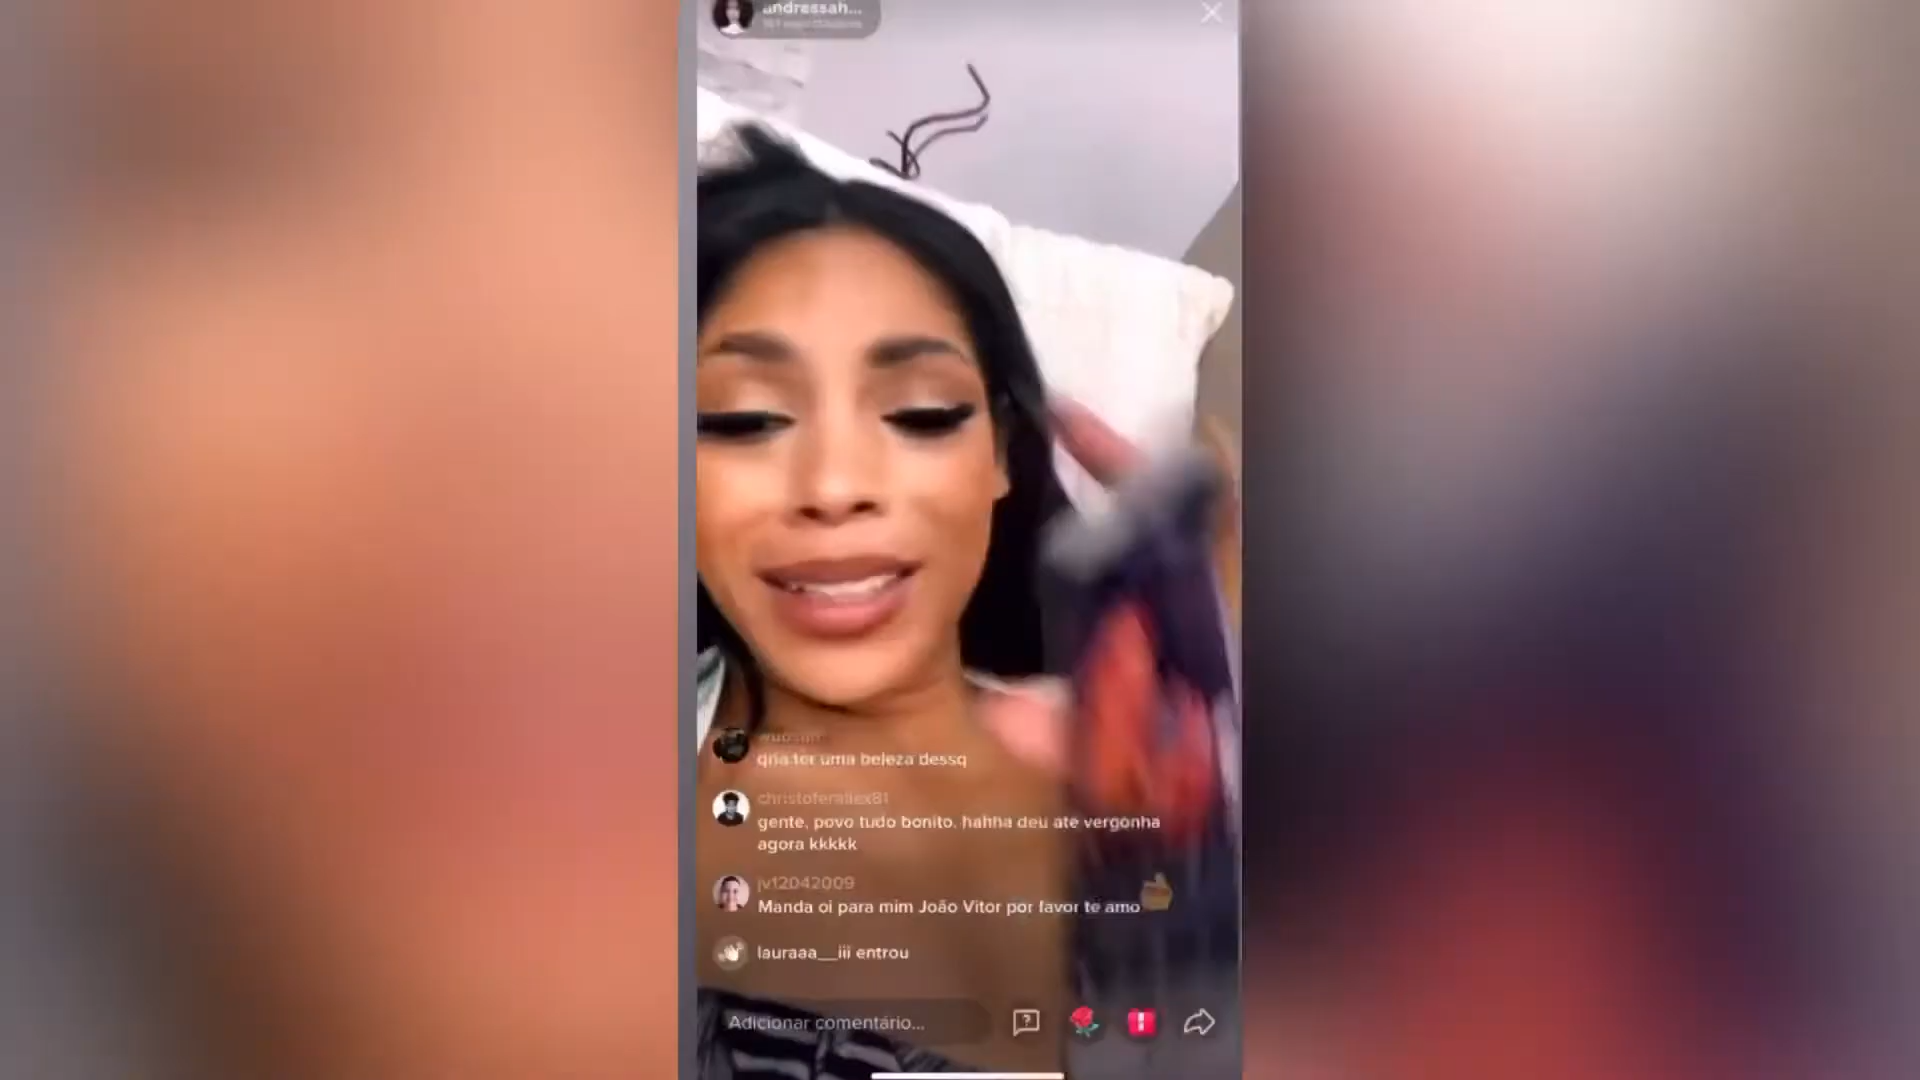 andressah...
qria ter uma beleza dessq
christoferallex81
gente, povo tudo bonito, hahha deu até vergonha
agora kkkkk
jv12042009
Manda oi para mim João Vitor por favor te amo
lauraaa__iii entrou
Adicionar comentário...